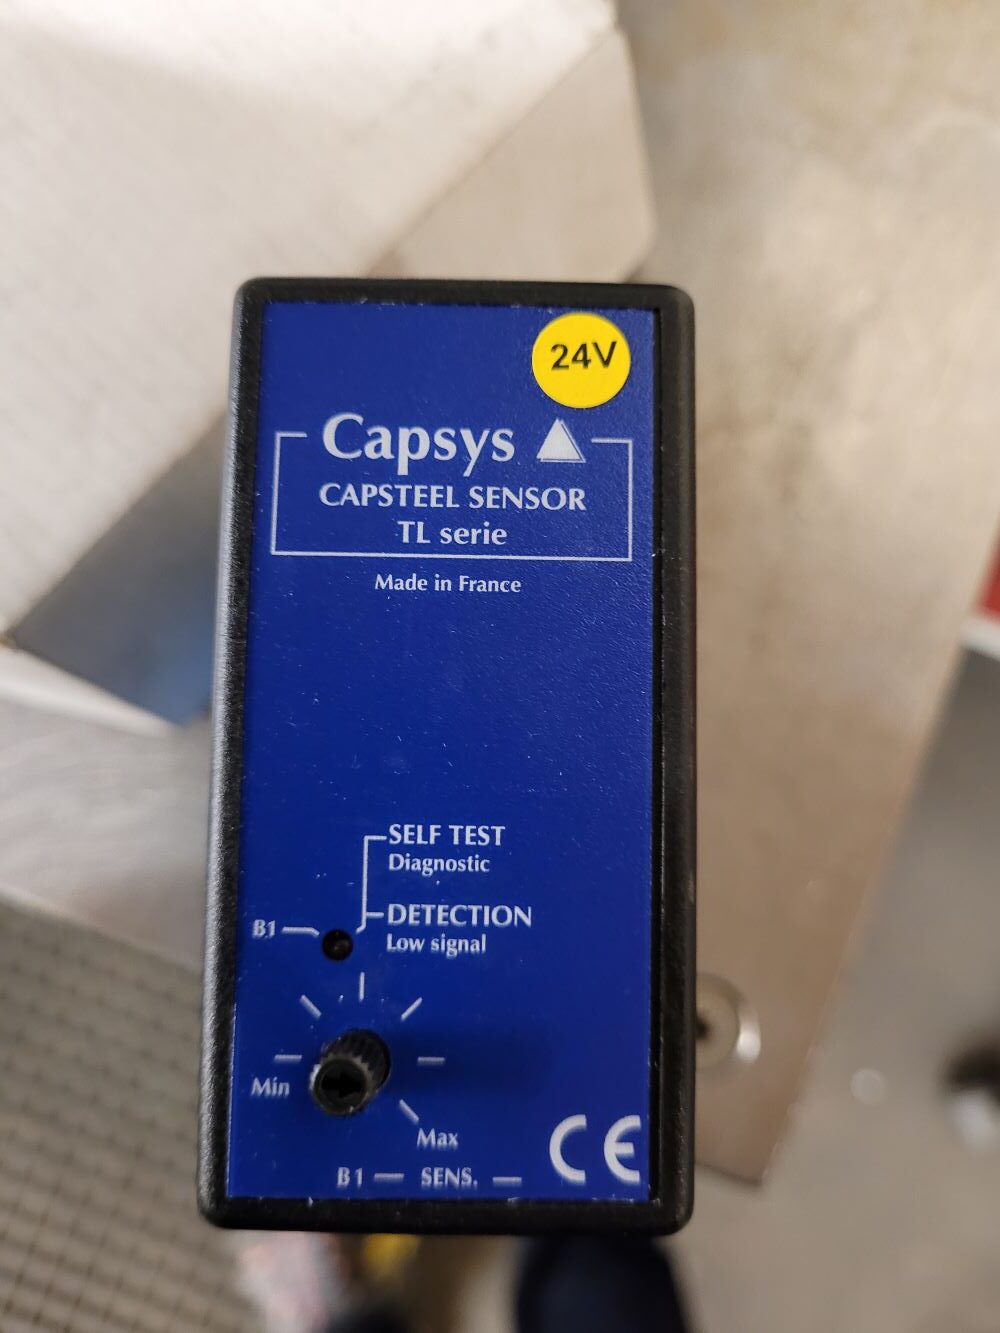 24V
Capsys
CAPSTEEL SENSOR
TL serie
Made in France
SELF TEST
Diagnostic
DETECTION
B1
Low signal
Min
Max
B1 — SENS. —
CE